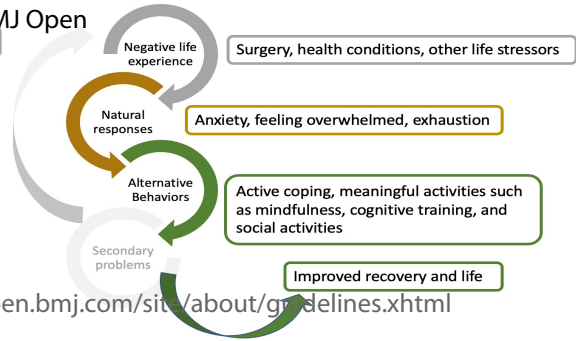 MJ Open
Negative life
experience
Surgery, health conditions, other life stressors
Natural
responses
Anxiety, feeling overwhelmed, exhaustion
Alternative
Behaviors
Active coping, meaningful activities such
as mindfulness, cognitive training, and
social activities
Secondary
problems
Improved recovery and life
en.bmj.com/site/about/guidelines.xhtml